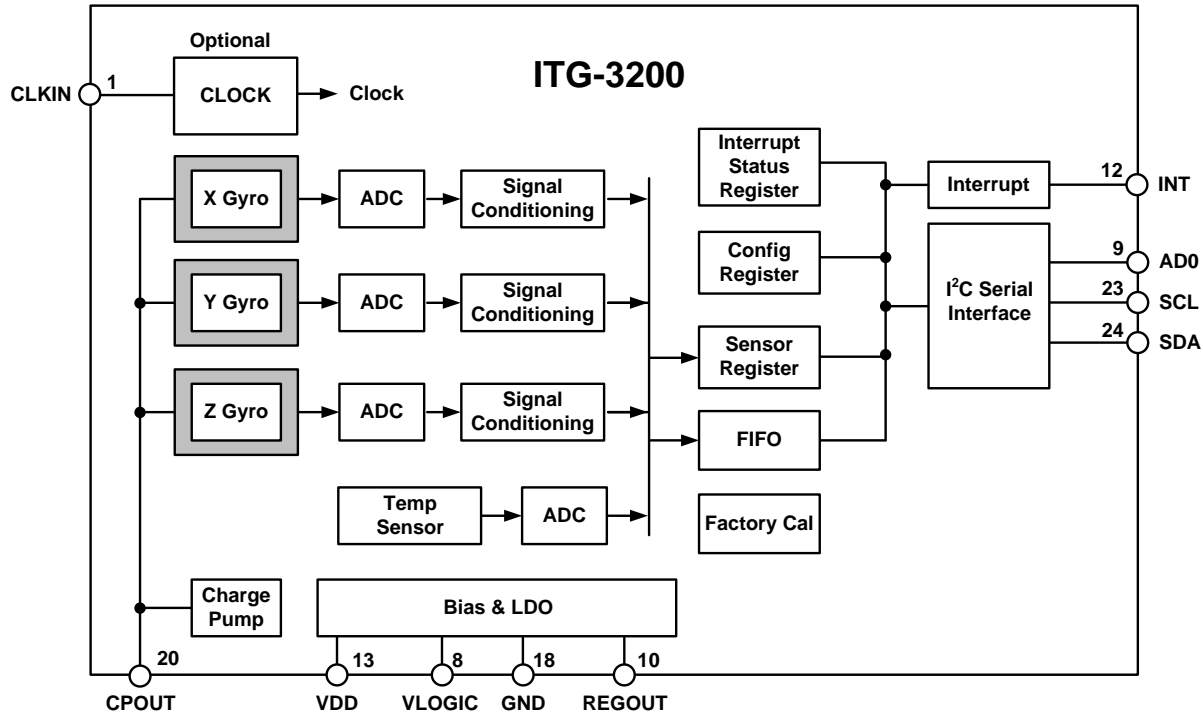 Optional
ITG-3200
CLKIN
1
CLOCK
Clock
Interrupt
Status
Register
X Gyro
ADC
Signal
Conditioning
Interrupt
12
INT
Config
Register
I²C Serial
Interface
9
AD0
23
SCL
24
SDA
Y Gyro
ADC
Signal
Conditioning
Sensor
Register
Z Gyro
ADC
Signal
Conditioning
FIFO
Temp
Sensor
ADC
Factory Cal
Charge
Pump
Bias & LDO
20
13
8
18
10
CPOUT
VDD
VLOGIC
GND
REGOUT